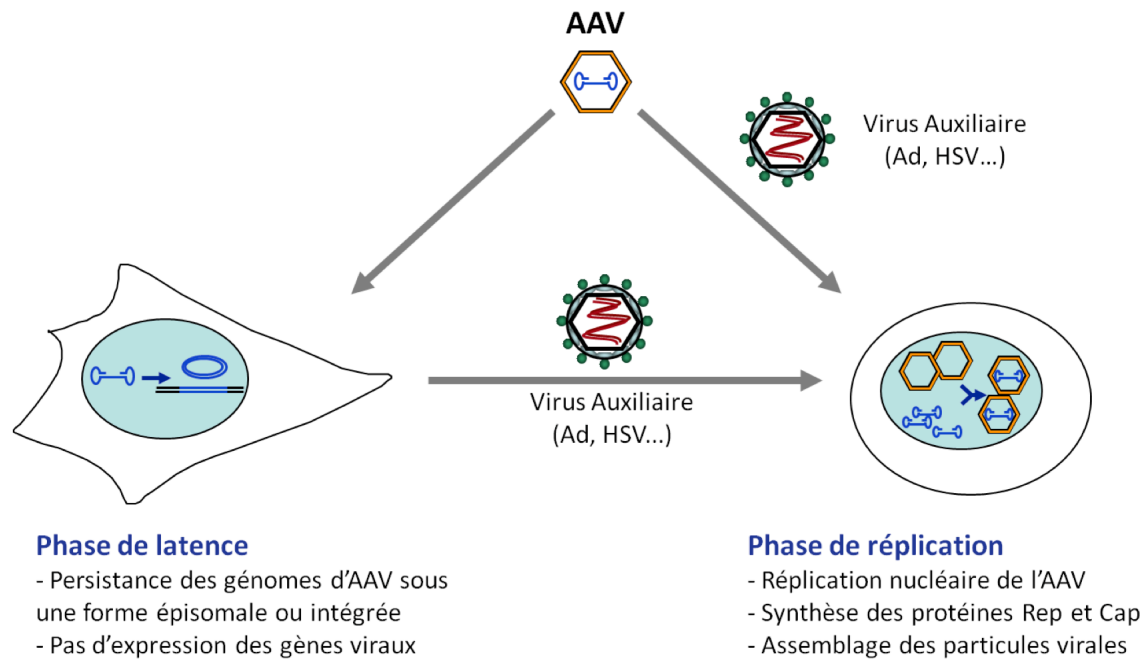 AAV
Virus Auxiliaire
(Ad, HSV...)
Virus Auxiliaire
(Ad, HSV...)
Phase de latence
- Persistance des génomes d'AAV sous
une forme épisomale ou intégrée
- Pas d'expression des gènes viraux
Phase de réplication
- Réplication nucléaire de l'AAV
- Synthèse des protéines Rep et Cap
- Assemblage des particules virales